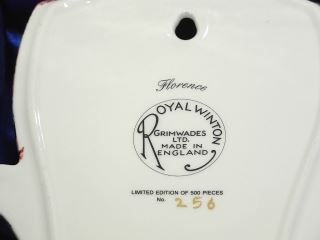 Florence
ROYAL WINTON
GRIMWADES
LTD.
MADE IN
ENGLAND
LIMITED EDITION OF 500 PIECES
No. 256